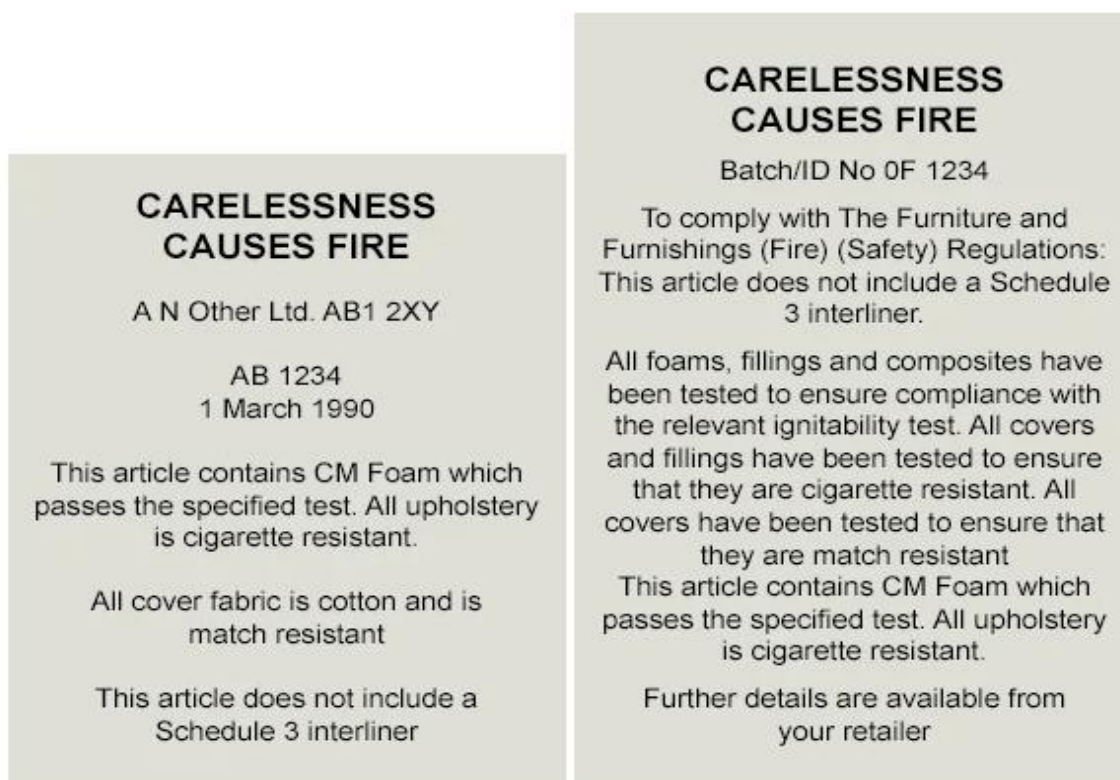 CARELESSNESS
CAUSES FIRE
A N Other Ltd. AB1 2XY
AB 1234
1 March 1990
This article contains CM Foam which
passes the specified test. All upholstery
is cigarette resistant.
All cover fabric is cotton and is
match resistant
This article does not include a
Schedule 3 interliner
CARELESSNESS
CAUSES FIRE
Batch/ID No 0F 1234
To comply with The Furniture and
Furnishings (Fire) (Safety) Regulations:
This article does not include a Schedule
3 interliner.
All foams, fillings and composites have
been tested to ensure compliance with
the relevant ignitability test. All covers
and fillings have been tested to ensure
that they are cigarette resistant. All
covers have been tested to ensure that
they are match resistant
This article contains CM Foam which
passes the specified test. All upholstery
is cigarette resistant.
Further details are available from
your retailer